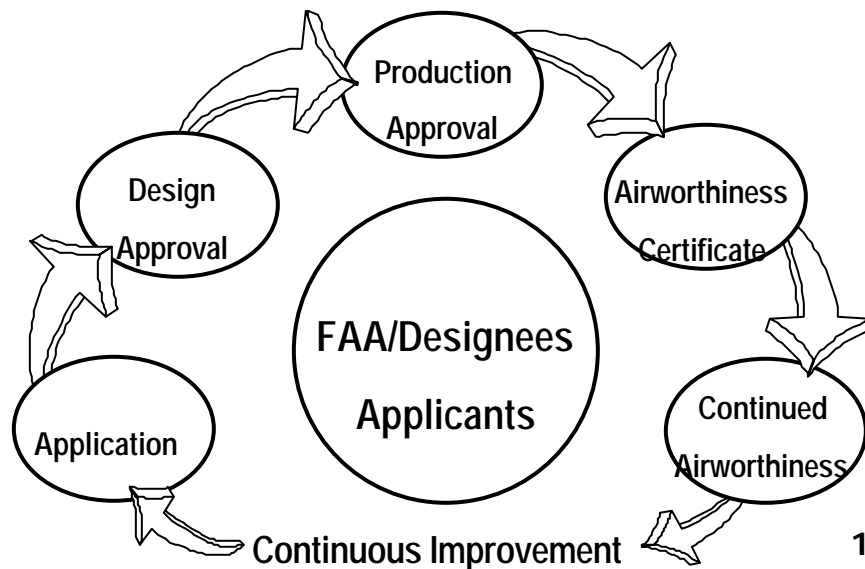 Production
Approval
Design
Approval
Airworthiness
Certificate
FAA/Designees
Applicants
Application
Continued
Airworthiness
Continuous Improvement
1